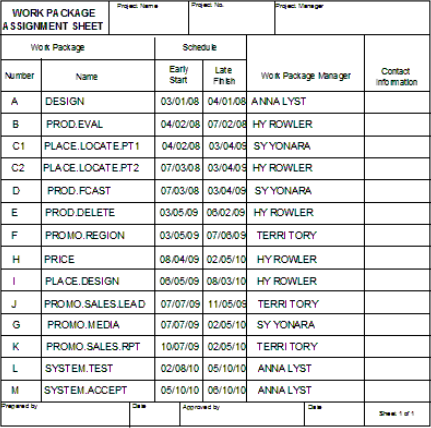 WORK PACKAGE
ASSIGNMENT SHEET
Project Name
Project No.
Project Manager
Work Package
Schedule
Number
Name
Early
Start
Late
Finish
Work Package Manager
Contact
Information
A DESIGN 03/01/08 04/01/08 ANNA LYST
B PROD.EVAL 04/02/08 07/02/08 HY ROWLER
C1 PLACE.LOCATE.PT1 04/02/08 03/04/09 SY YONARA
C2 PLACE.LOCATE.PT2 07/03/08 03/04/09 HY ROWLER
D PROD.FCAST 07/03/08 03/04/09 SY YONARA
E PROD.DELETE 03/05/09 06/02/09 HY ROWLER
F PROMO.REGION 03/05/09 07/06/09 TERRI TORY
H PRICE 08/04/09 02/05/10 HY ROWLER
I PLACE.DESIGN 06/05/09 08/03/10 HY ROWLER
J PROMO.SALES.LEAD 07/07/09 11/05/09 TERRI TORY
G PROMO.MEDIA 07/07/09 02/05/10 SY YONARA
K PROMO.SALES.RPT 10/07/09 02/05/10 TERRI TORY
L SYSTEM.TEST 02/08/10 05/10/10 ANNA LYST
M SYSTEM.ACCEPT 05/10/10 06/10/10 ANNA LYST
Prepared by
Date
Approved by
Date
Sheet 1 of 1